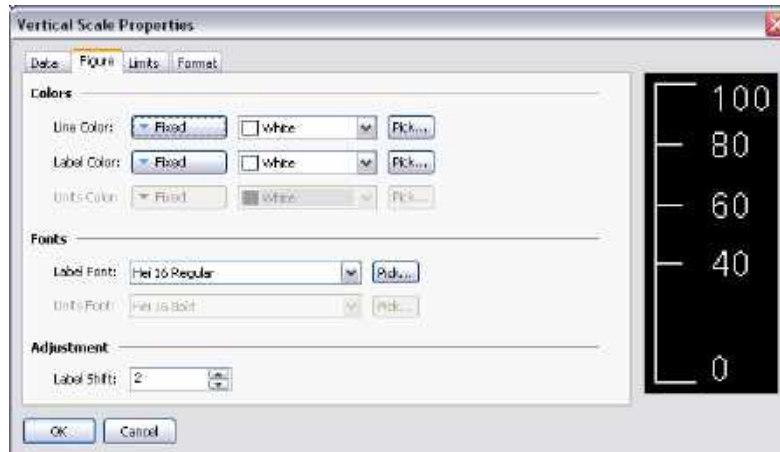 Vertical Scale Properties
Data Figure Limits Format
Colors
Line Color: Fixed White Pick...
Label Color: Fixed White Pick...
Units Color: Fixed White Pick...
Fonts
Label Font: Hei 16 Regular Pick...
Units Font: Hei 16 Bold Pick...
Adjustment
Label Shift: 2
OK Cancel
100
80
60
40
0